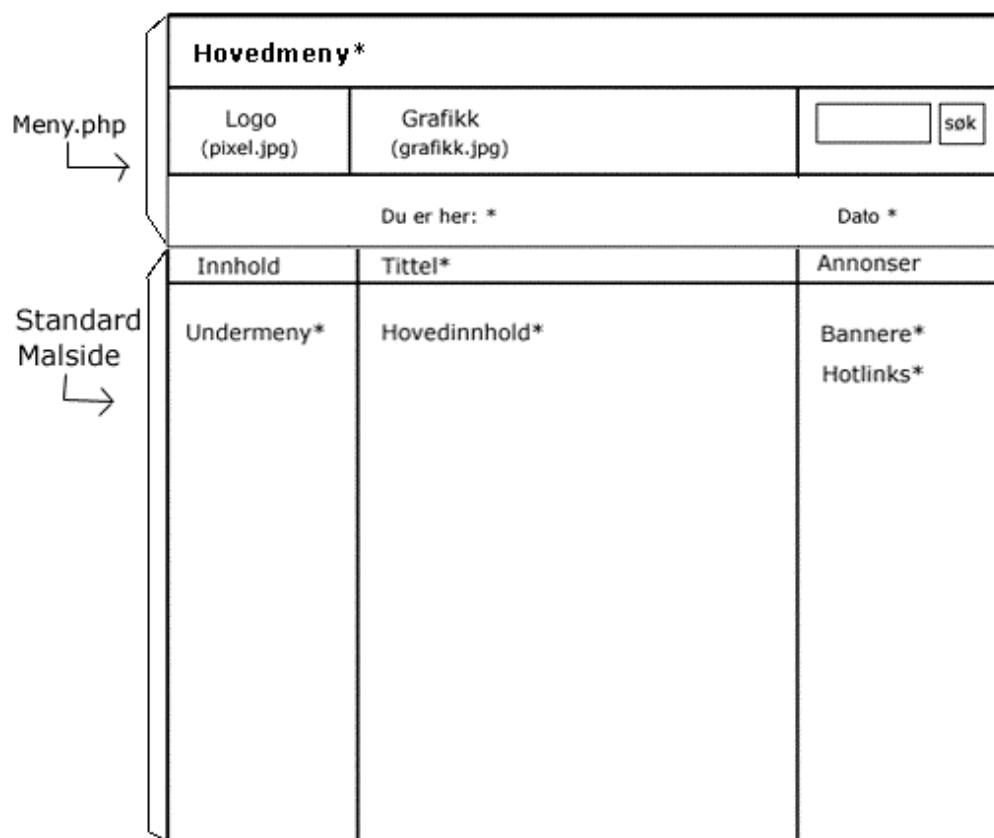 Hovedmeny*
Meny.php
Logo
(pixel.jpg)
Grafikk
(grafikk.jpg)
søk
Du er her: *
Dato *
Standard
Malside
Innhold
Tittel*
Annonser
Undermeny*
Hovedinnhold*
Bannere*
Hotlinks*